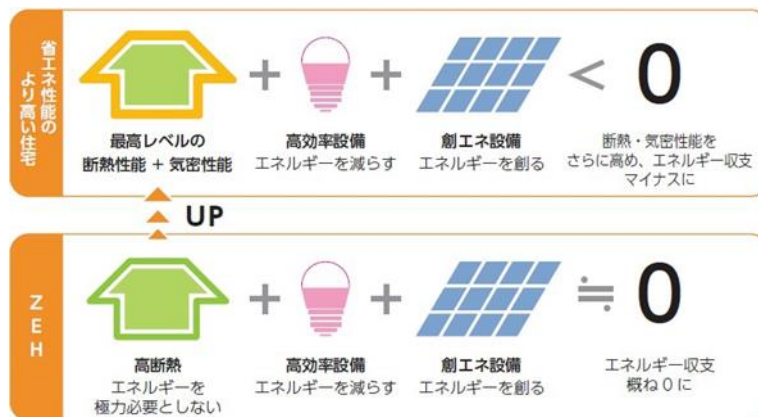 省エネ性能の
より高い住宅
+
+
<
0
最高レベルの
断熱性能 + 気密性能
高効率設備
エネルギーを減らす
創エネ設備
エネルギーを創る
断熱・気密性能を
さらに高め、エネルギー収支
マイナスに
UP
ZEH
+
+
≒
0
高断熱
エネルギーを
極力必要としない
高効率設備
エネルギーを減らす
創エネ設備
エネルギーを創る
エネルギー収支
概ね0に